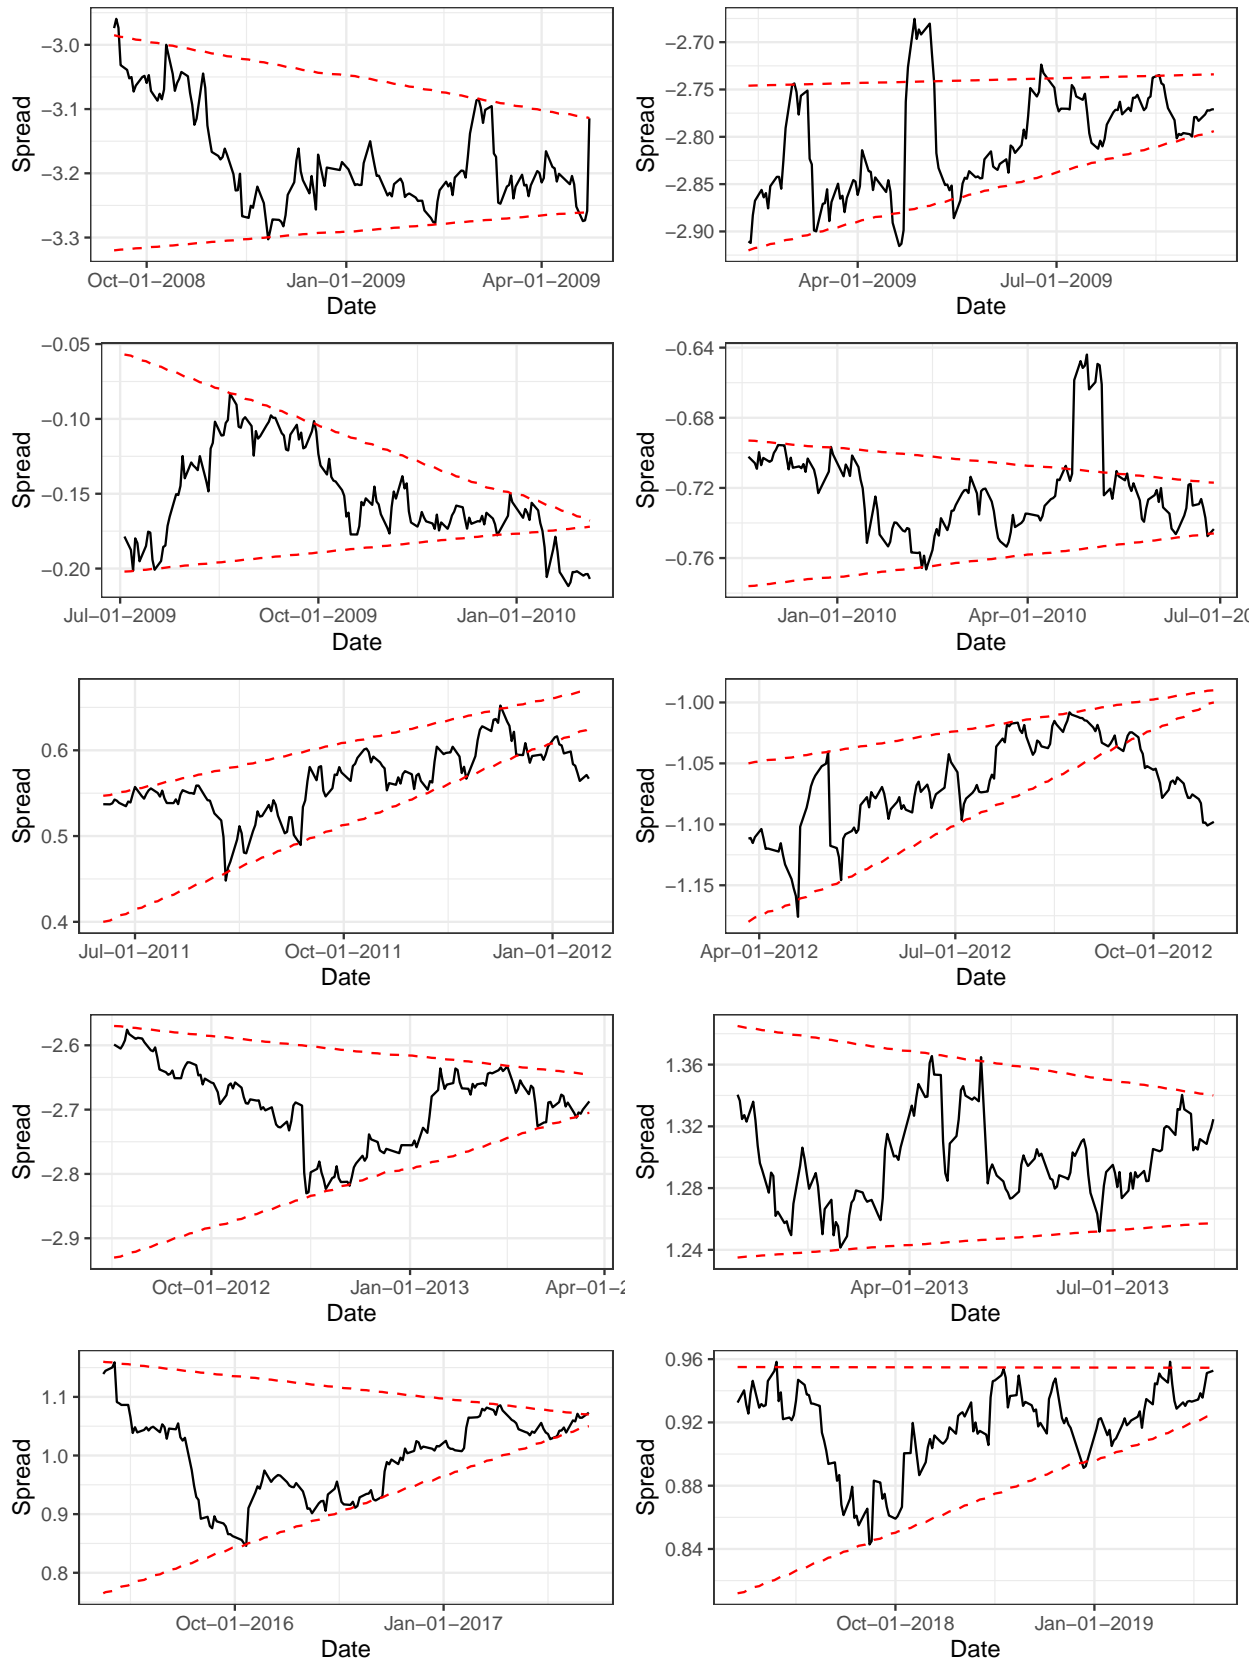 Spread
−3.0
−3.1
−3.2
−3.3
Oct−01−2008 Jan−01−2009 Apr−01−2009
Date
Spread
−2.70
−2.75
−2.80
−2.85
−2.90
Apr−01−2009 Jul−01−2009
Date
Spread
−0.05
−0.10
−0.15
−0.20
Jul−01−2009 Oct−01−2009 Jan−01−2010
Date
Spread
−0.64
−0.68
−0.72
−0.76
Jan−01−2010 Apr−01−2010 Jul−01−20
Date
Spread
0.6
0.5
0.4
Jul−01−2011 Oct−01−2011 Jan−01−2012
Date
Spread
−1.00
−1.05
−1.10
−1.15
Apr−01−2012 Jul−01−2012 Oct−01−2012
Date
Spread
−2.6
−2.7
−2.8
−2.9
Oct−01−2012 Jan−01−2013 Apr−01−2
Date
Spread
1.36
1.32
1.28
1.24
Apr−01−2013 Jul−01−2013
Date
Spread
1.1
1.0
0.9
0.8
Oct−01−2016 Jan−01−2017
Date
Spread
0.96
0.92
0.88
0.84
Oct−01−2018 Jan−01−2019
Date